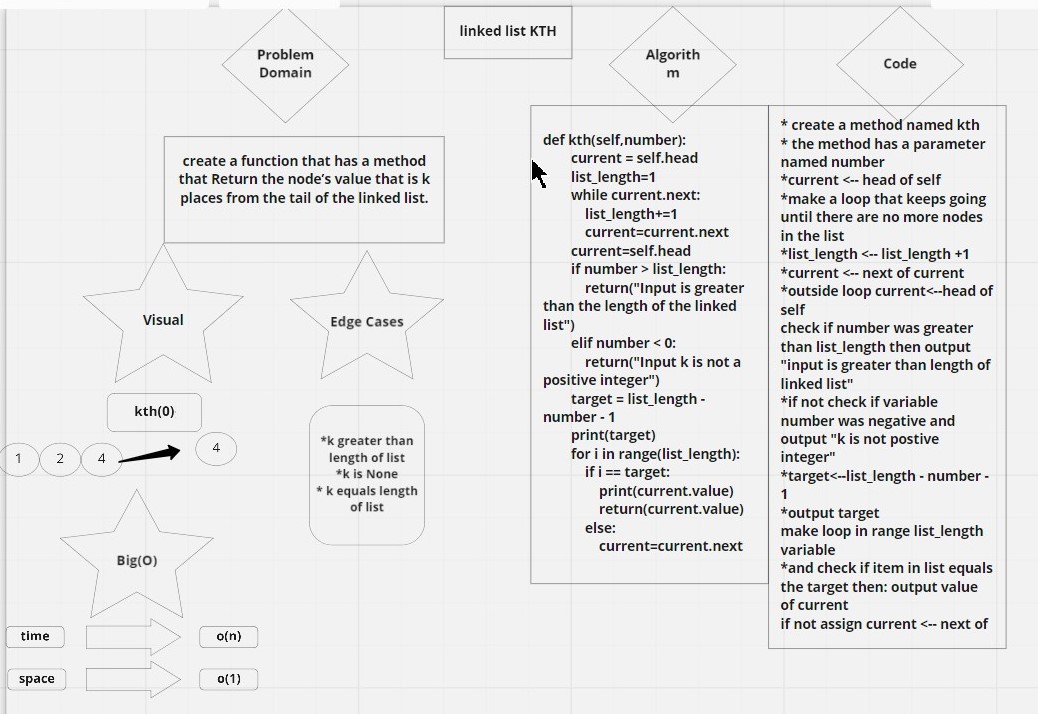 linked list KTH
Problem
Domain
Algorith
m
Code
create a function that has a method
that Return the node's value that is k
places from the tail of the linked list.
Visual
Edge Cases
kth(0)
1
2
4
4
*k greater than
length of list
*k is None
* k equals length
of list
Big(O)
time
o(n)
space
o(1)
def kth(self,number):
current = self.head
list_length=1
while current.next:
list_length+=1
current=current.next
current=self.head
if number > list_length:
return("Input is greater
than the length of the linked
list")
elif number < 0:
return("Input k is not a
positive integer")
target = list_length -
number - 1
print(target)
for i in range(list_length):
if i == target:
print(current.value)
return(current.value)
else:
current=current.next
* create a method named kth
* the method has a parameter
named number
*current <-- head of self
*make a loop that keeps going
until there are no more nodes
in the list
*list_length <-- list_length +1
*current <-- next of current
*outside loop current<--head of
self
check if number was greater
than list_length then output
"input is greater than length of
linked list"
*if not check if variable
number was negative and
output "k is not postive
integer"
*target<--list_length - number -
1
*output target
make loop in range list_length
variable
*and check if item in list equals
the target then: output value
of current
if not assign current <-- next of